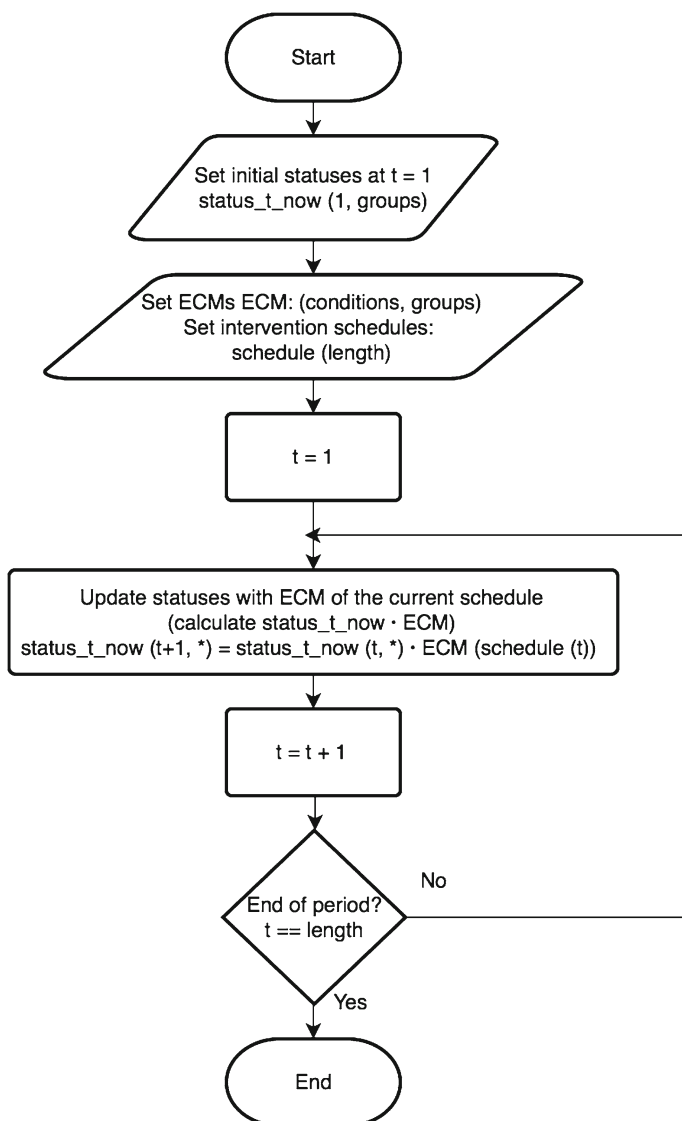 Start
Set initial statuses at t = 1
status_t_now (1, groups)
Set ECMs ECM: (conditions, groups)
Set intervention schedules:
schedule (length)
t = 1
Update statuses with ECM of the current schedule
(calculate status_t_now · ECM)
status_t_now (t+1, *) = status_t_now (t, *) · ECM (schedule (t))
t = t + 1
No
End of period?
t == length
Yes
End